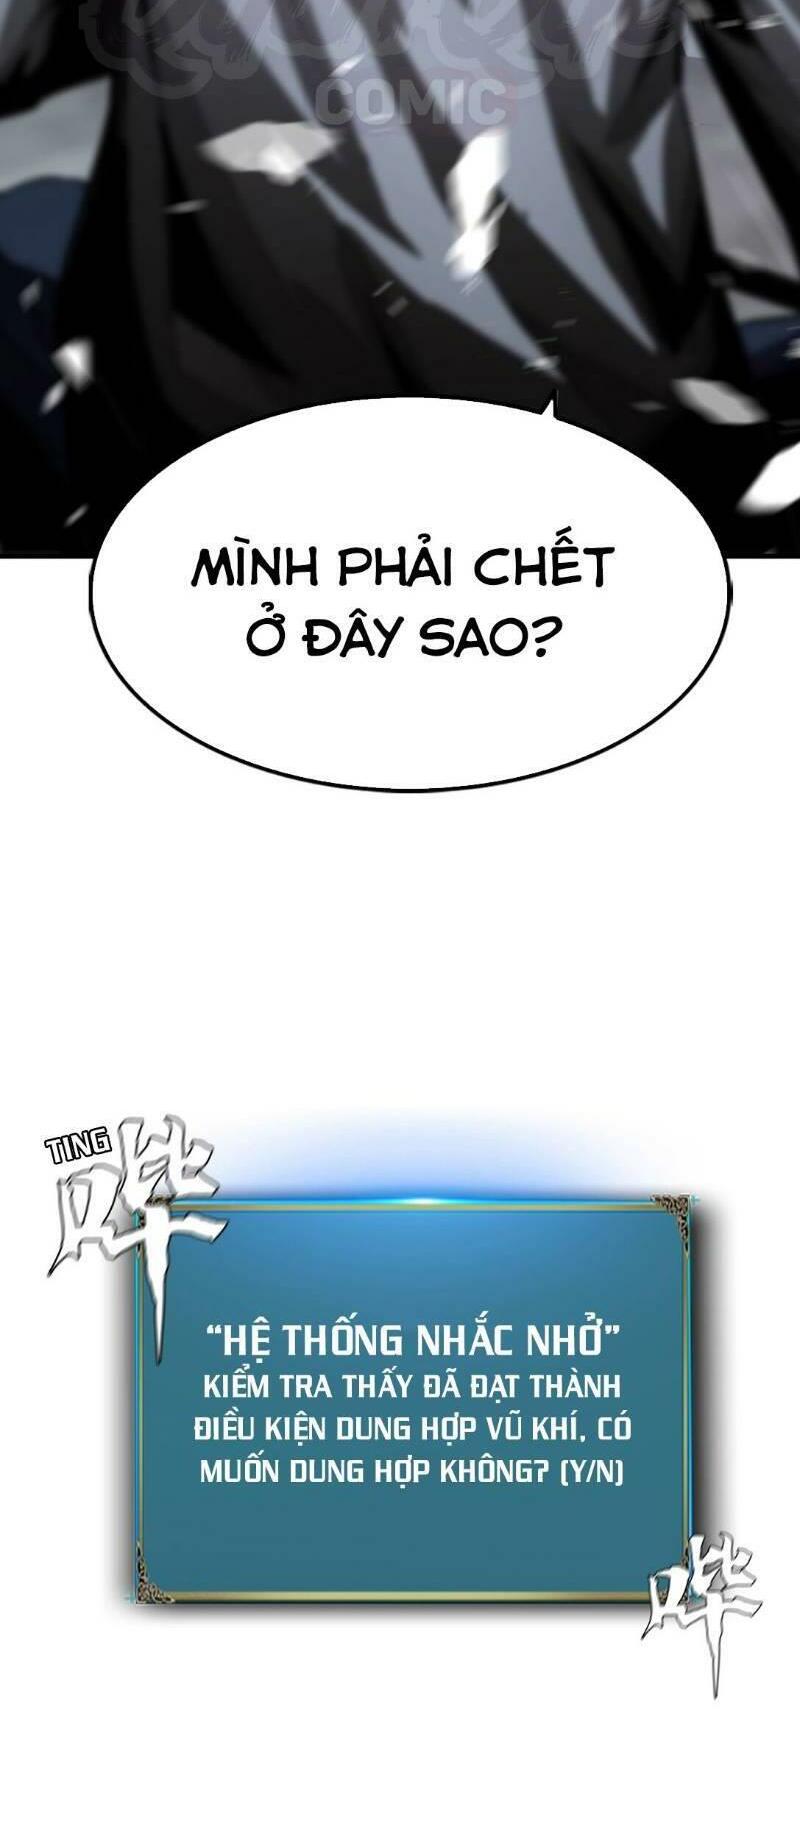 COMIC
MÌNH PHẢI CHẾT
Ở ĐÂY SAO?
TING
哔
“HỆ THỐNG NHẮC NHỞ”
KIỂM TRA THẤY ĐÃ ĐẠT THÀNH
ĐIỀU KIỆN DUNG HỢP VŨ KHÍ, CÓ
MUỐN DUNG HỢP KHÔNG? (Y/N)
哔